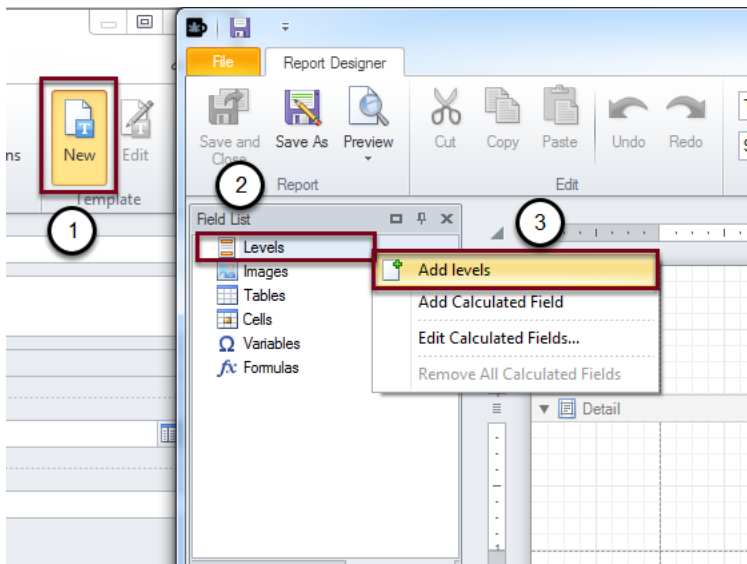 File
Report Designer
ns
New
Edit
Template
1
Save and
Close
Save As
Preview
Cut
Copy
Paste
Undo
Redo
2
Report
Edit
3
Field List
Levels
Images
Tables
Cells
Ω Variables
fx Formulas
Add levels
Add Calculated Field
Edit Calculated Fields...
Remove All Calculated Fields
Detail